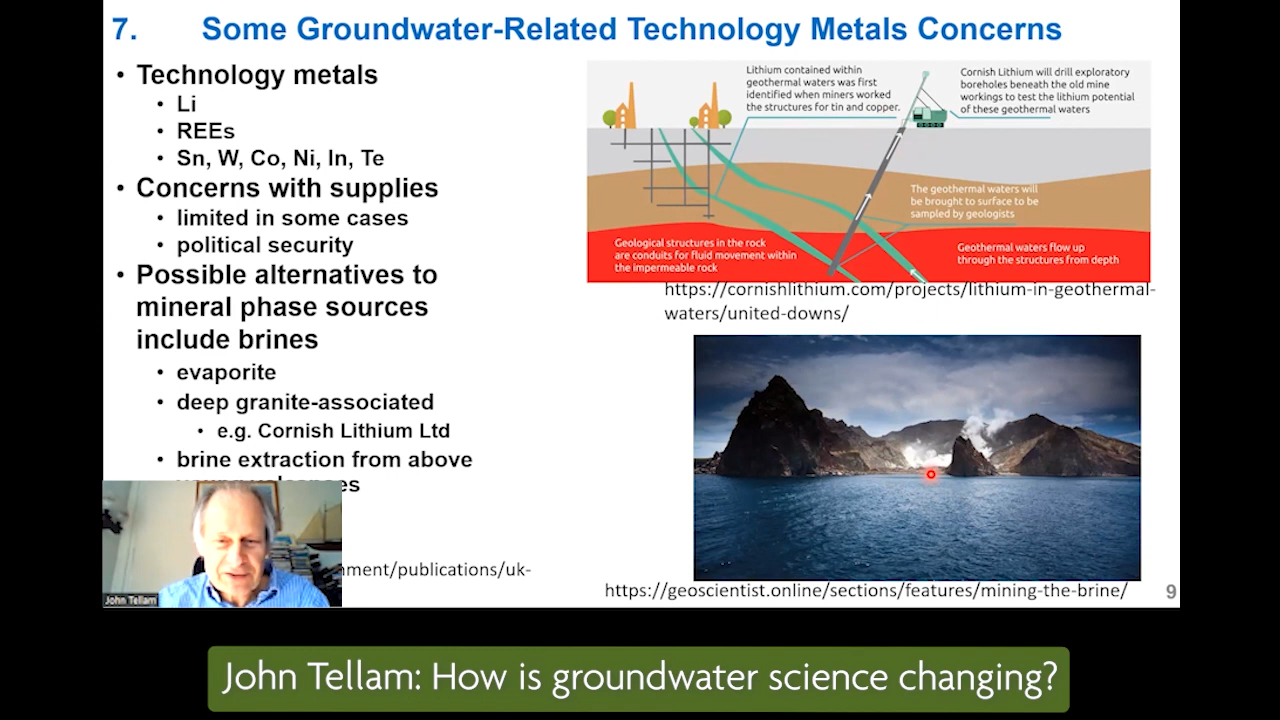 7. Some Groundwater-Related Technology Metals Concerns
• Technology metals
• Li
• REEs
• Sn, W, Co, Ni, In, Te
• Concerns with supplies
• limited in some cases
• political security
• Possible alternatives to
mineral phase sources
include brines
• evaporite
• deep granite-associated
• e.g. Cornish Lithium Ltd
• brine extraction from above
es
nment/publications/uk-
Lithium contained within
geothermal waters was first
identified when miners worked
the structures for tin and copper.
Cornish Lithium will drill exploratory
boreholes beneath the old mine
workings to test the lithium potential
of these geothermal waters
The geothermal waters will
be brought to surface to be
sampled by geologists
Geological structures in the rock
are conduits for fluid movement within
the impermeable rock
Geothermal waters flow up
through the structures from depth
https://cornishlithium.com/projects/lithium-in-geothermal-
waters/united-downs/
https://geoscientist.online/sections/features/mining-the-brine/
9
John Tellam
John Tellam: How is groundwater science changing?